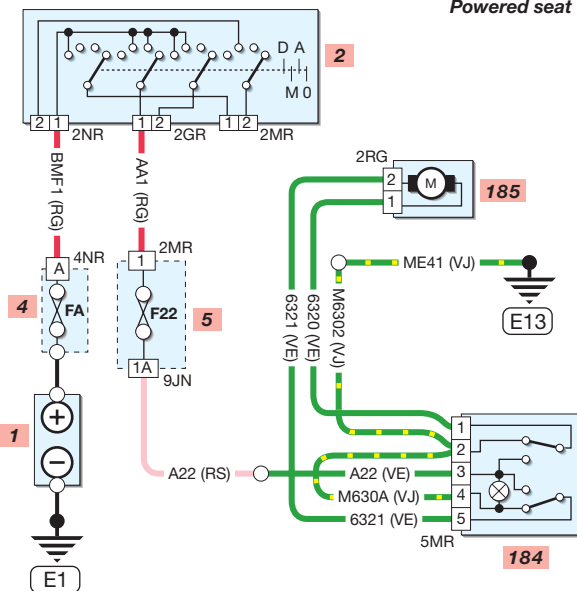 Powered seat
2
D A
M 0
2 1
2NR
1 2
2GR
1 2
2MR
BMF1 (RG)
AA1 (RG)
2RG
2
1
M
185
4NR
A
2MR
1
ME41 (VJ)
4
FA
F22
5
6321 (VE)
6320 (VE)
M6302 (VJ)
E13
1A
9JN
1
+
−
1
2
3
4
5
A22 (RS)
A22 (VE)
M630A (VJ)
6321 (VE)
5MR
184
E1